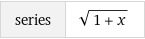 series √(1 + x)